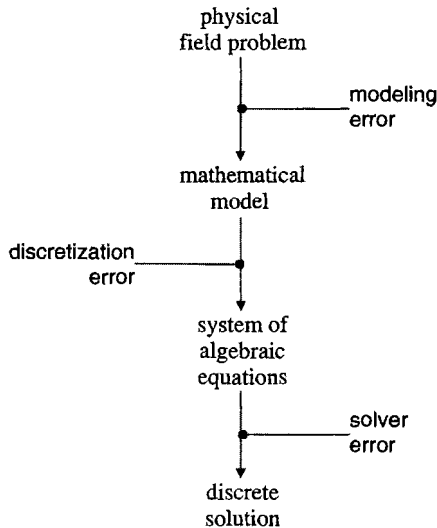 physical
field problem
modeling
error
mathematical
model
discretization
error
system of
algebraic
equations
solver
error
discrete
solution